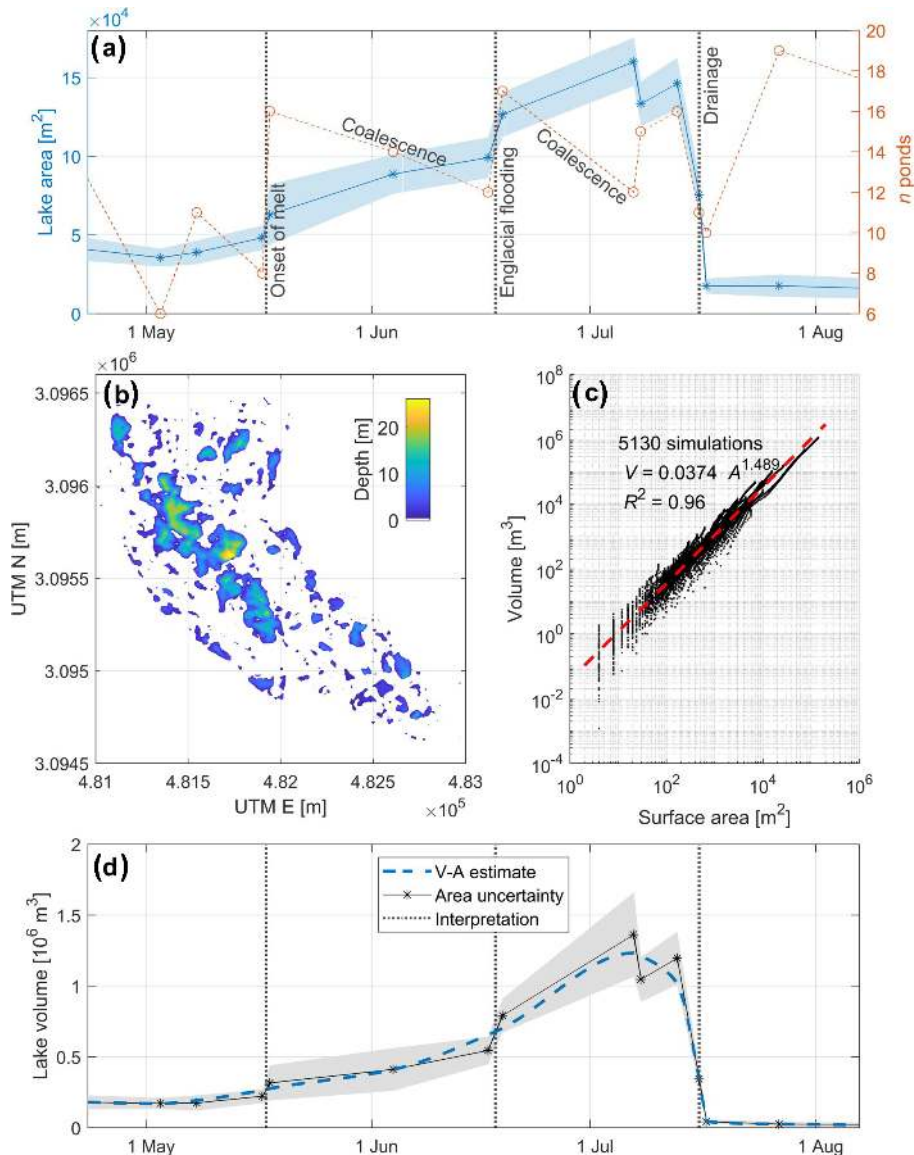 (a)
×10⁴
15
10
5
0
Lake area [m²]
20
18
16
14
12
10
8
6
n ponds
Coalescence
Onset of melt
Englacial flooding
Coalescence
Drainage
1 May
1 Jun
1 Jul
1 Aug
(b)
×10⁶
3.0965
3.096
3.0955
3.095
3.0945
UTM N [m]
Depth [m]
20
10
0
4.81
4.815
4.82
4.825
4.83
UTM E [m]
×10⁵
(c)
10⁸
10⁶
10⁴
10²
10⁰
10⁻²
10⁻⁴
Volume [m³]
5130 simulations
V = 0.0374 A^1.489
R² = 0.96
10⁰
10²
10⁴
10⁶
Surface area [m²]
(d)
2
1.5
1
0.5
0
Lake volume [10⁶ m³]
V-A estimate
Area uncertainty
Interpretation
1 May
1 Jun
1 Jul
1 Aug